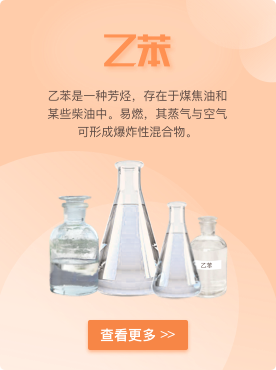 乙苯
乙苯是一种芳烃，存在于煤焦油和
某些柴油中。易燃，其蒸气与空气
可形成爆炸性混合物。
乙苯
查看更多 >>